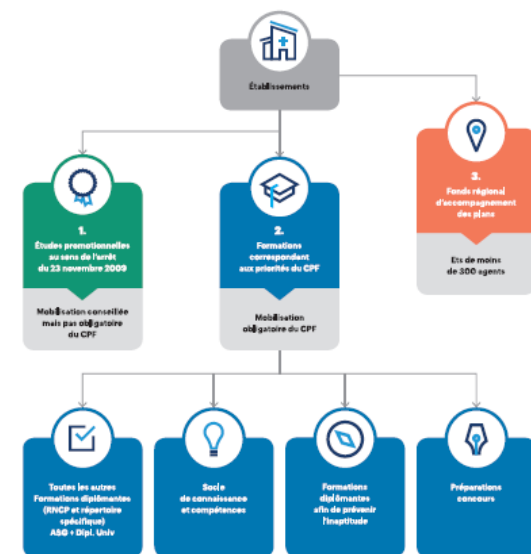 Établissements
1.
Études promotionnelles
au sens de l'arrêt
du 23 novembre 2009
Mobilisation conseillée
mais pas obligatoire
du CPF
2.
Formations
correspondant
aux priorités du CPF
Mobilisation
obligatoire du CPF
3.
Fonds régional
d'accompagnement
des plans
Ets de moins
de 300 agents
Toutes les autres
Formations diplômantes
(RNCP et répertoire
spécifique)
ASG + Dipl. Univ
Socle
de connaissance
et compétences
Formations
diplômantes
afin de prévenir
l'inaptitude
Préparations
concours